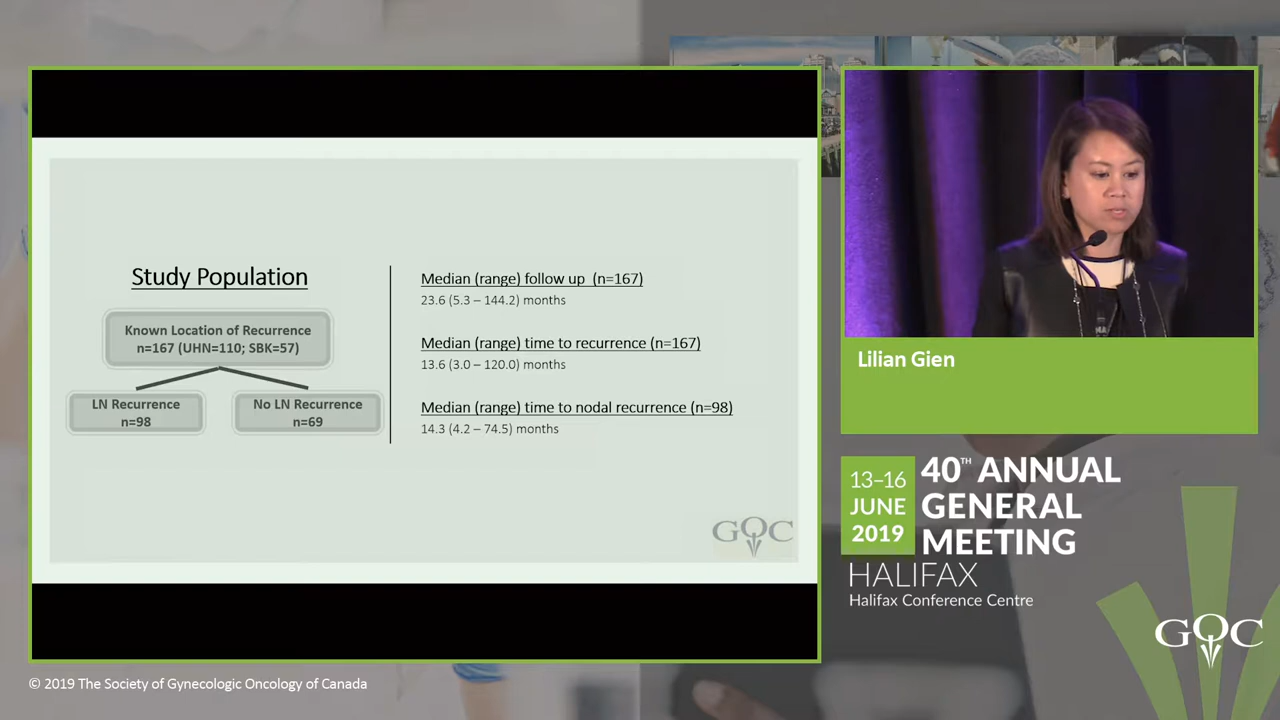 Study Population
Known Location of Recurrence
n=167 (UHN=110; SBK=57)
LN Recurrence
n=98
No LN Recurrence
n=69
Median (range) follow up (n=167)
23.6 (5.3 – 144.2) months
Median (range) time to recurrence (n=167)
13.6 (3.0 – 120.0) months
Median (range) time to nodal recurrence (n=98)
14.3 (4.2 – 74.5) months
GOC
Lilian Gien
13–16
JUNE
2019
40TH ANNUAL
GENERAL
MEETING
HALIFAX
Halifax Conference Centre
GOC
© 2019 The Society of Gynecologic Oncology of Canada